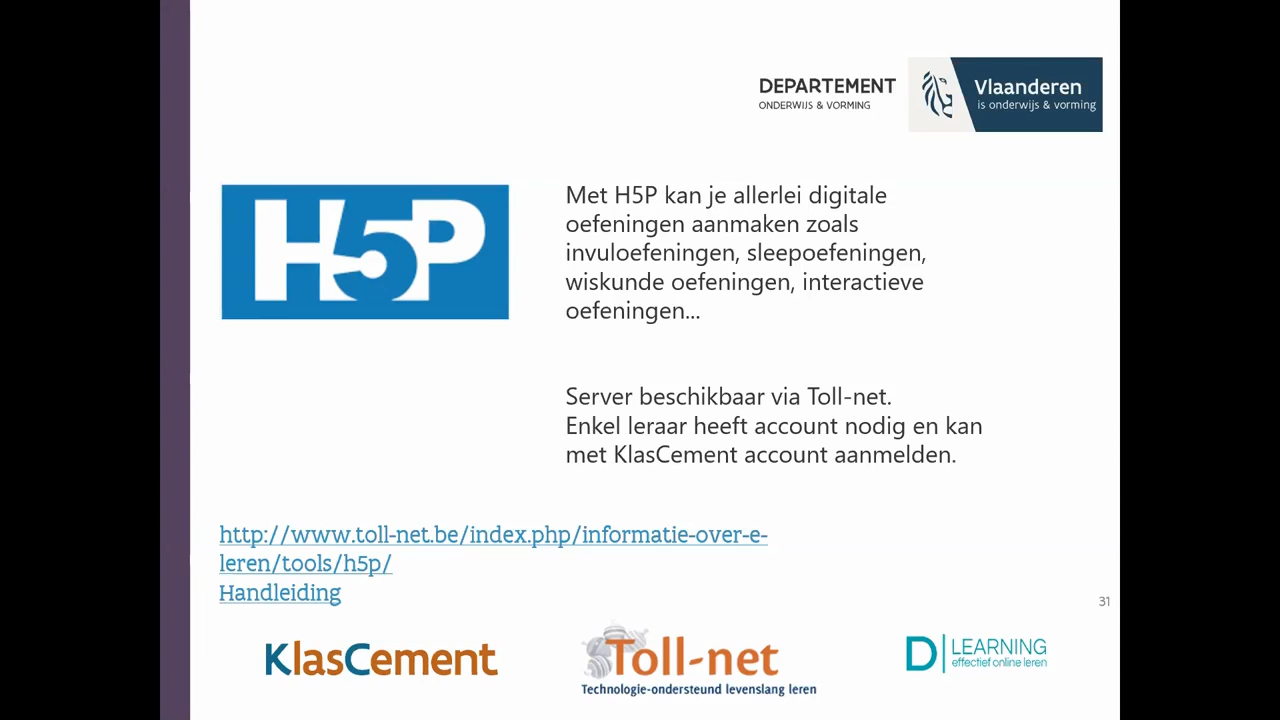 DEPARTEMENT
ONDERWIJS & VORMING
Vlaanderen
is onderwijs & vorming
H5P
Met H5P kan je allerlei digitale
oefeningen aanmaken zoals
invuloefeningen, sleepoefeningen,
wiskunde oefeningen, interactieve
oefeningen...
Server beschikbaar via Toll-net.
Enkel leraar heeft account nodig en kan
met KlasCement account aanmelden.
http://www.toll-net.be/index.php/informatie-over-e-
leren/tools/h5p/
Handleiding
31
KlasCement
Toll-net
Technologie-ondersteund levenslang leren
D LEARNING
effectief online leren